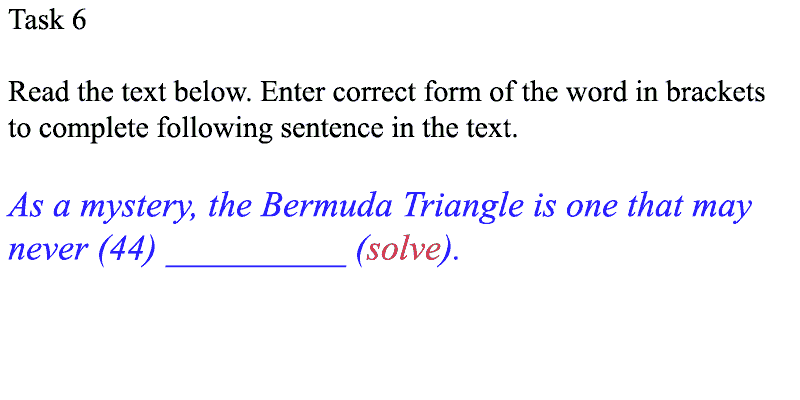 Task 6
Read the text below. Enter correct form of the word in brackets
to complete following sentence in the text.
As a mystery, the Bermuda Triangle is one that may
never (44) __________ (solve).